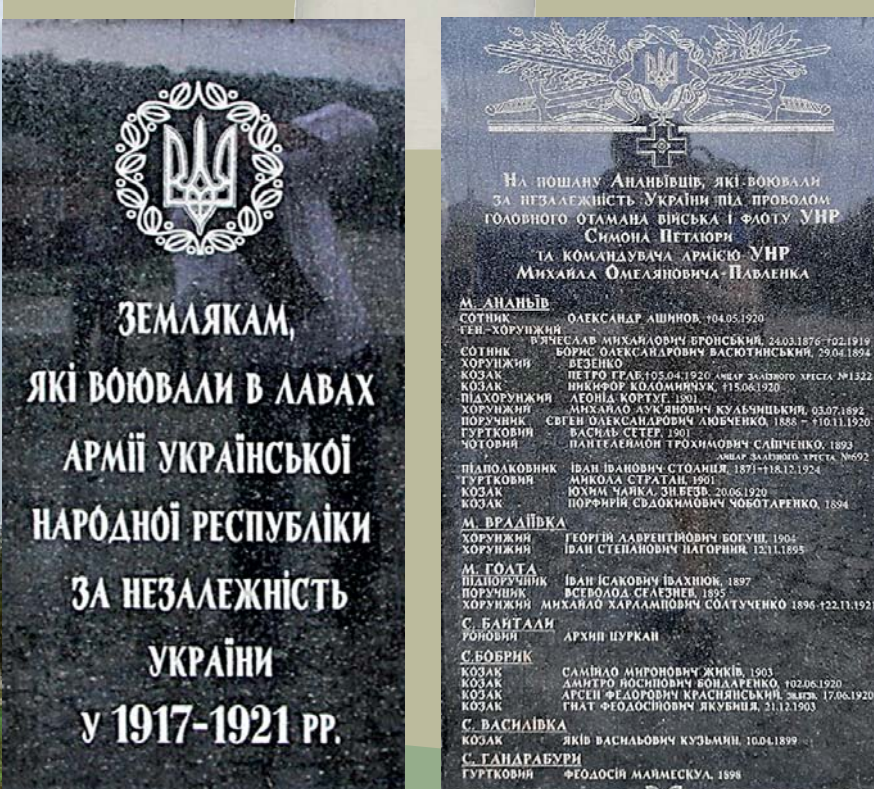 ЗЕМЛЯКАМ,
ЯКІ ВОЮВАЛИ В ЛАВАХ
АРМІЇ УКРАЇНСЬКОЇ
НАРОДНОЇ РЕСПУБЛІКИ
ЗА НЕЗАЛЕЖНІСТЬ
УКРАЇНИ
У 1917-1921 РР.
НА ПОШАНУ АНАНЬЇВЦІВ, ЯКІ ВОЮВАЛИ
ЗА НЕЗАЛЕЖНІСТЬ УКРАЇНИ ПІД ПРОВОДОМ
ГОЛОВНОГО ОТАМАНА ВІЙСЬКА І ФЛОТУ УНР
СИМОНА ПЕТЛЮРИ
ТА КОМАНДУВАЧА АРМІЄЮ УНР
МИХАЙЛА ОМЕЛЯНОВИЧА-ПАВЛЕНКА
М. АНАНЬЇВ
СОТНИК ОЛЕКСАНДР АШИНОВ, †04.05.1920
ГЕН.-ХОРУНЖИЙ
В'ЯЧЕСЛАВ МИХАЙЛОВИЧ БРОНСЬКИЙ, 24.03.1876-†02.1919
СОТНИК БОРИС ОЛЕКСАНДРОВИЧ ВАСЮТИНСЬКИЙ, 29.04.1894
ХОРУНЖИЙ ВЕЗЕНКО
КОЗАК ПЕТРО ГРАБ, †05.04.1920 ЛИЦАР ЗАЛІЗНОГО ХРЕСТА №1322
КОЗАК НИКИФОР КОЛОМИЙЧУК, †15.06.1920
ПІДХОРУНЖИЙ ЛЕОНІД КОРТУГ, 1901
ХОРУНЖИЙ МИХАЙЛО ЛУК'ЯНОВИЧ КУЛЬЧИЦЬКИЙ, 03.07.1892
ПОРУЧНИК ЄВГЕН ОЛЕКСАНДРОВИЧ ЛЮБЧЕНКО, 1888 - †10.11.1920
ГУРТКОВИЙ ВАСИЛЬ СЕТЕР, 1901
ЧОТОВИЙ ПАНТЕЛЕЙМОН ТРОХИМОВИЧ СЛІПЧЕНКО, 1893
ЛИЦАР ЗАЛІЗНОГО ХРЕСТА №692
ПІДПОЛКОВНИК ІВАН ІВАНОВИЧ СТОЛИЦЯ, 1871-†18.12.1924
ГУРТКОВИЙ МИКОЛА СТРАТАН, 1901
КОЗАК ЮХИМ ЧАЙКА, ЗН.БЕЗВ. 20.06.1920
КОЗАК ПОРФИРІЙ ЄВДОКИМОВИЧ ЧОБОТАРЕНКО, 1894
М. ВРАДІЇВКА
ХОРУНЖИЙ ГЕОРГІЙ ЛАВРЕНТІЙОВИЧ БОГУШ, 1904
ХОРУНЖИЙ ІВАН СТЕПАНОВИЧ НАГОРНИЙ, 12.11.1895
М. ГОЛТА
ПІДПОРУЧНИК ІВАН ІСАКОВИЧ ІВАХНЮК, 1897
ПОРУЧНИК ВСЕВОЛОД СЕЛЕЗНЕВ, 1895
ХОРУНЖИЙ МИХАЙЛО ХАРЛАМПОВИЧ СОЛТУЧЕНКО 1896-†22.11.1921
С. БАЙТАЛИ
РОЙОВИЙ АРХИП ЦУРКАН
С.БОБРИК
КОЗАК САМІЙЛО МИРОНОВИЧ ЖИКІВ, 1903
КОЗАК ДМИТРО ЙОСИПОВИЧ БОНДАРЕНКО, †02.06.1920
КОЗАК АРСЕН ФЕДОРОВИЧ КРАСНЯНСЬКИЙ, ЗН.БЕЗВ. 17.06.1920
КОЗАК ГНАТ ФЕОДОСІЙОВИЧ ЯКУБИЦЯ, 21.12.1903
С. ВАСИЛІВКА
КОЗАК ЯКІВ ВАСИЛЬОВИЧ КУЗЬМИН, 10.04.1899
С. ГАНДРАБУРИ
ГУРТКОВИЙ ФЕОДОСІЙ МАЙМЕСКУЛ, 1898